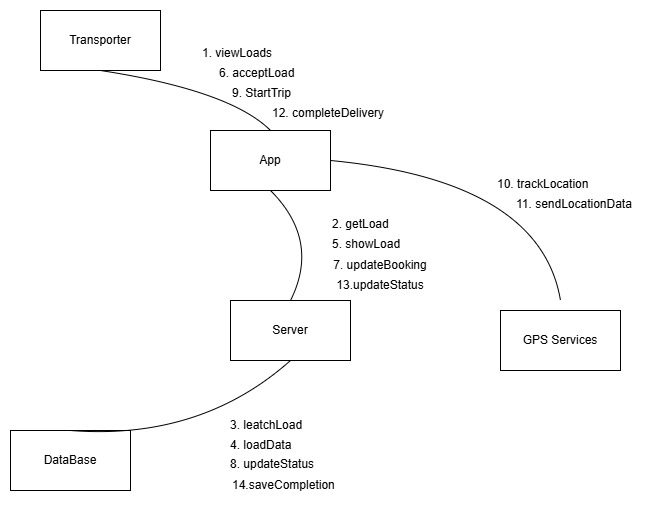 Transporter
1. viewLoads
6. acceptLoad
9. StartTrip
12. completeDelivery
App
10. trackLocation
11. sendLocationData
2. getLoad
5. showLoad
7. updateBooking
13.updateStatus
Server
GPS Services
3. leatchLoad
4. loadData
8. updateStatus
14.saveCompletion
DataBase